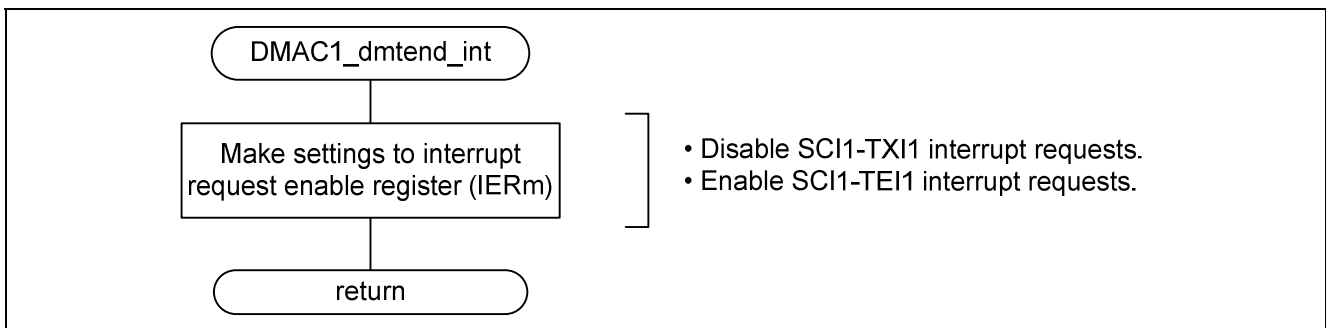 DMAC1_dmtend_int
Make settings to interrupt
request enable register (IERm)
• Disable SCI1-TXI1 interrupt requests.
• Enable SCI1-TEI1 interrupt requests.
return